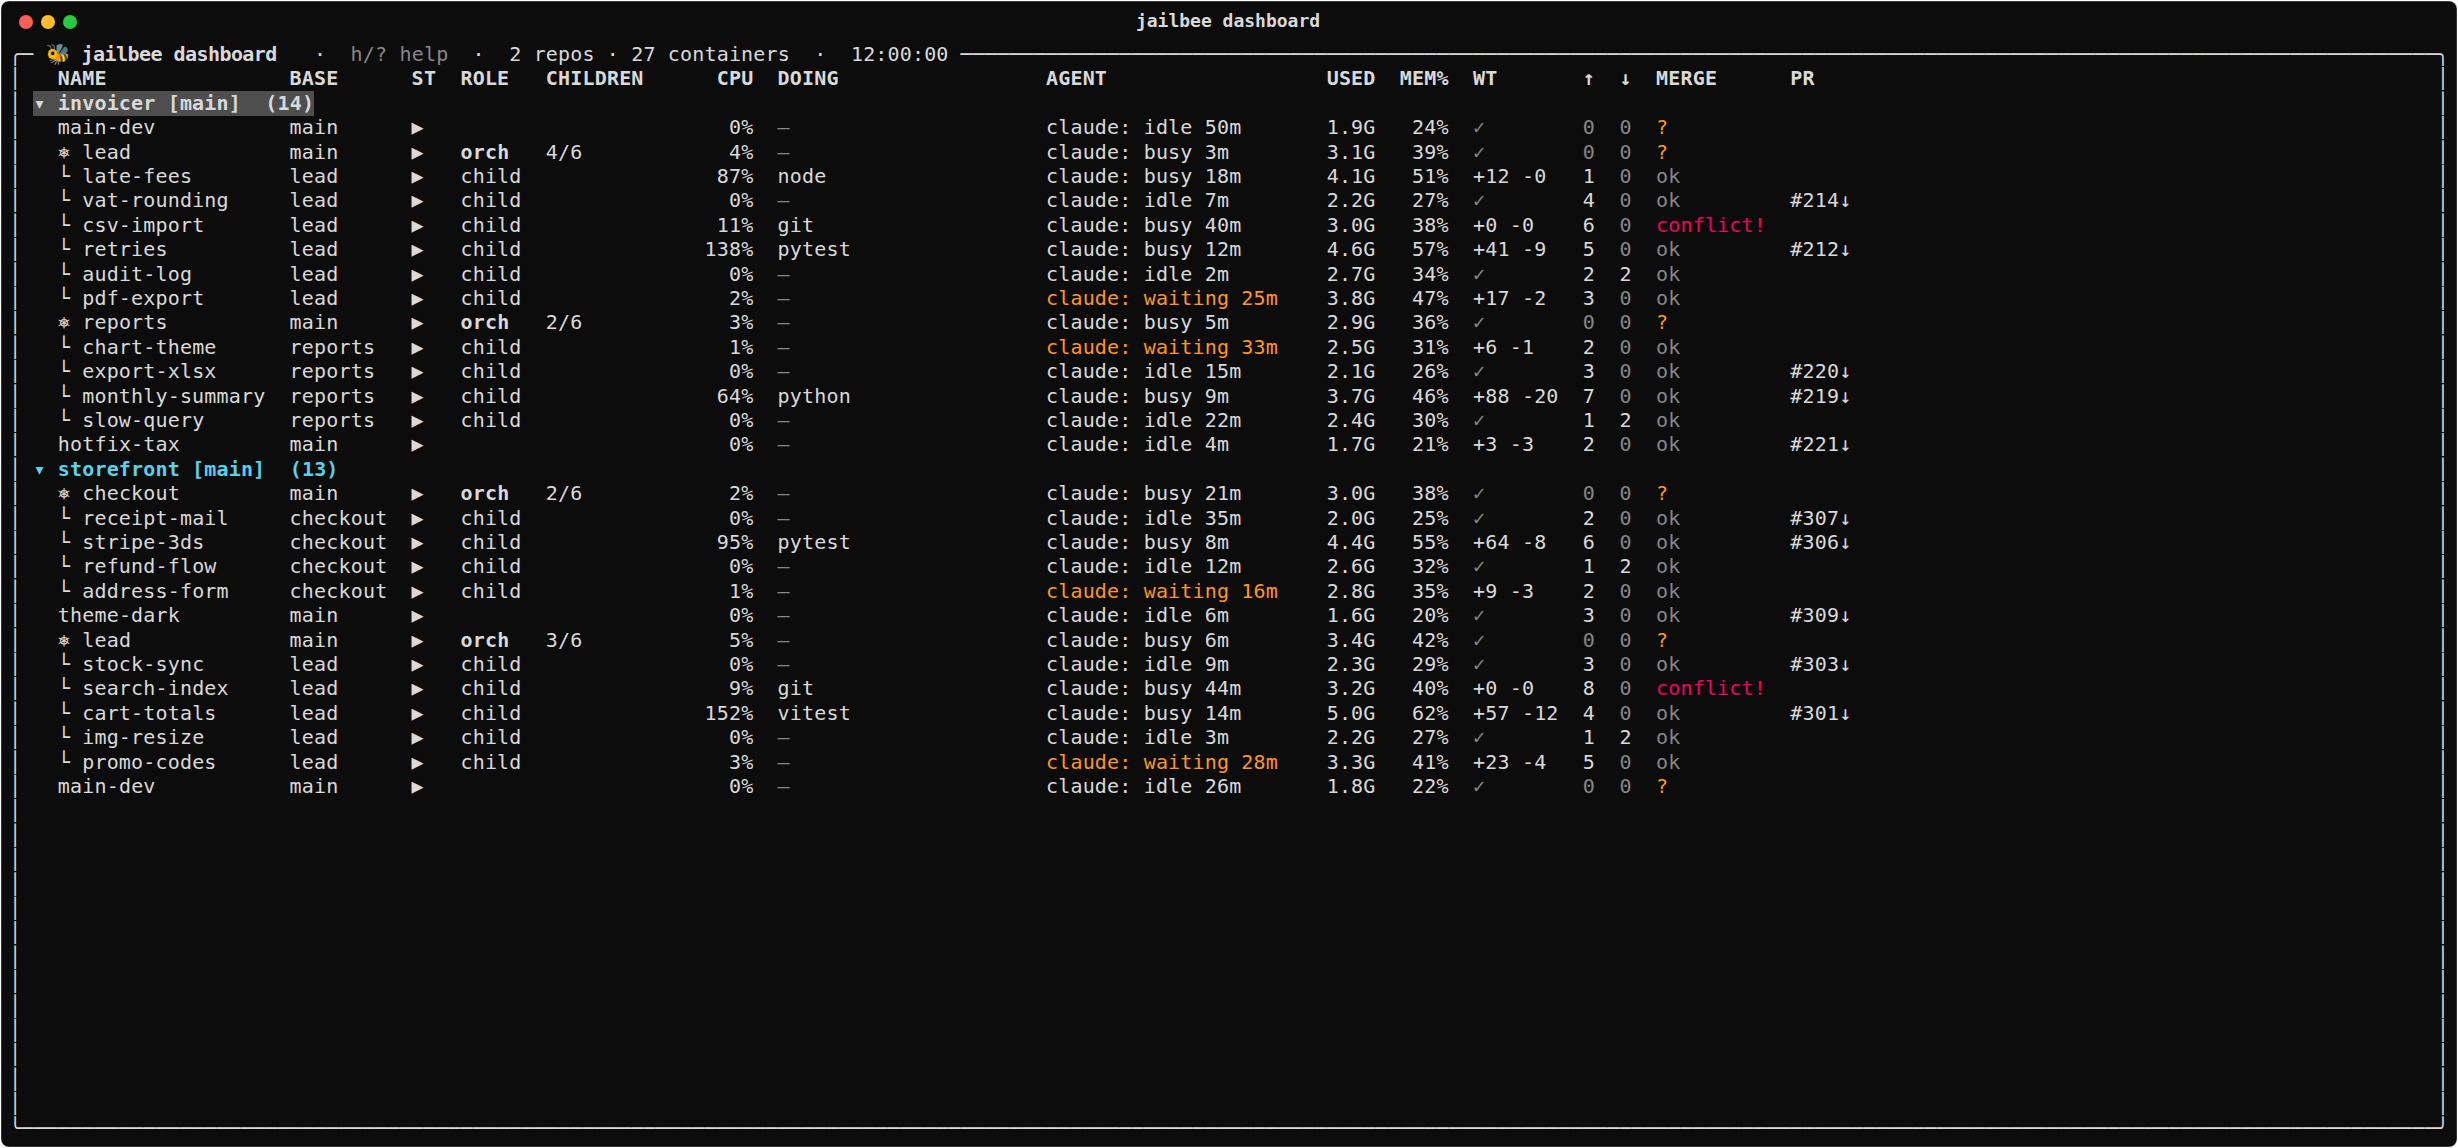 jailbee dashboard
🐝 jailbee dashboard · h/? help · 2 repos · 27 containers · 12:00:00
NAME BASE ST ROLE CHILDREN CPU DOING AGENT USED MEM% WT ↑ ↓ MERGE PR
▾ invoicer [main] (14)
main-dev main ▶ 0% — claude: idle 50m 1.9G 24% ✓ 0 0 ?
⎈ lead main ▶ orch 4/6 4% — claude: busy 3m 3.1G 39% ✓ 0 0 ?
└ late-fees lead ▶ child 87% node claude: busy 18m 4.1G 51% +12 -0 1 0 ok
└ vat-rounding lead ▶ child 0% — claude: idle 7m 2.2G 27% ✓ 4 0 ok #214↓
└ csv-import lead ▶ child 11% git claude: busy 40m 3.0G 38% +0 -0 6 0 conflict!
└ retries lead ▶ child 138% pytest claude: busy 12m 4.6G 57% +41 -9 5 0 ok #212↓
└ audit-log lead ▶ child 0% — claude: idle 2m 2.7G 34% ✓ 2 2 ok
└ pdf-export lead ▶ child 2% — claude: waiting 25m 3.8G 47% +17 -2 3 0 ok
⎈ reports main ▶ orch 2/6 3% — claude: busy 5m 2.9G 36% ✓ 0 0 ?
└ chart-theme reports ▶ child 1% — claude: waiting 33m 2.5G 31% +6 -1 2 0 ok
└ export-xlsx reports ▶ child 0% — claude: idle 15m 2.1G 26% ✓ 3 0 ok #220↓
└ monthly-summary reports ▶ child 64% python claude: busy 9m 3.7G 46% +88 -20 7 0 ok #219↓
└ slow-query reports ▶ child 0% — claude: idle 22m 2.4G 30% ✓ 1 2 ok
hotfix-tax main ▶ 0% — claude: idle 4m 1.7G 21% +3 -3 2 0 ok #221↓
▾ storefront [main] (13)
⎈ checkout main ▶ orch 2/6 2% — claude: busy 21m 3.0G 38% ✓ 0 0 ?
└ receipt-mail checkout ▶ child 0% — claude: idle 35m 2.0G 25% ✓ 2 0 ok #307↓
└ stripe-3ds checkout ▶ child 95% pytest claude: busy 8m 4.4G 55% +64 -8 6 0 ok #306↓
└ refund-flow checkout ▶ child 0% — claude: idle 12m 2.6G 32% ✓ 1 2 ok
└ address-form checkout ▶ child 1% — claude: waiting 16m 2.8G 35% +9 -3 2 0 ok
theme-dark main ▶ 0% — claude: idle 6m 1.6G 20% ✓ 3 0 ok #309↓
⎈ lead main ▶ orch 3/6 5% — claude: busy 6m 3.4G 42% ✓ 0 0 ?
└ stock-sync lead ▶ child 0% — claude: idle 9m 2.3G 29% ✓ 3 0 ok #303↓
└ search-index lead ▶ child 9% git claude: busy 44m 3.2G 40% +0 -0 8 0 conflict!
└ cart-totals lead ▶ child 152% vitest claude: busy 14m 5.0G 62% +57 -12 4 0 ok #301↓
└ img-resize lead ▶ child 0% — claude: idle 3m 2.2G 27% ✓ 1 2 ok
└ promo-codes lead ▶ child 3% — claude: waiting 28m 3.3G 41% +23 -4 5 0 ok
main-dev main ▶ 0% — claude: idle 26m 1.8G 22% ✓ 0 0 ?